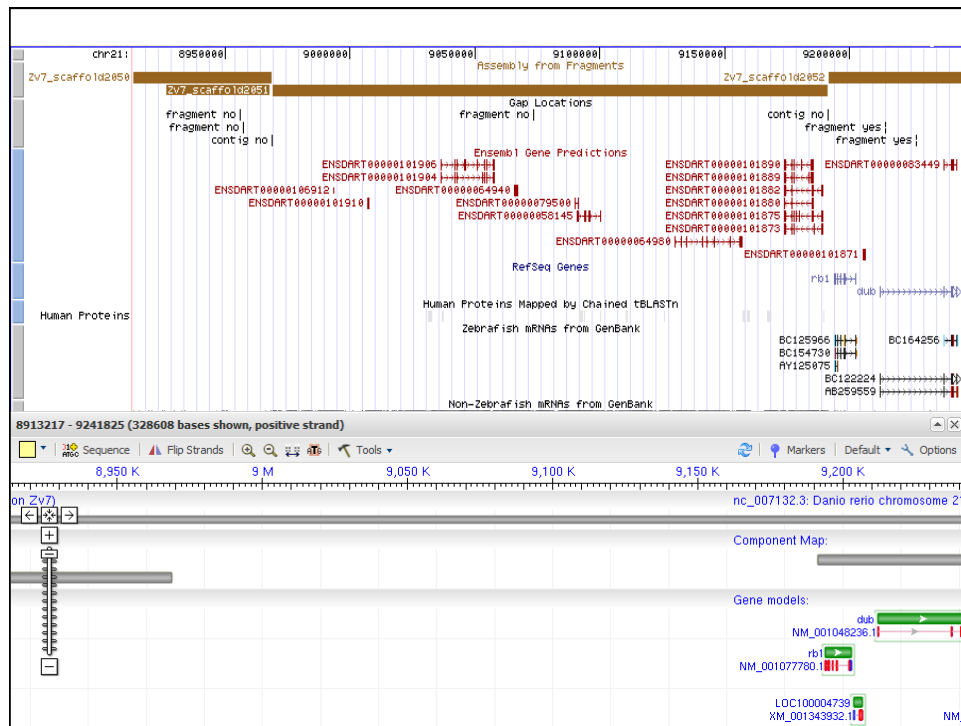 chr21: 8950000| 9000000| 9050000| 9100000| 9150000| 9200000|
Assembly from Fragments
Zv7_scaffold2050 Zv7_scaffold2052
Zv7_scaffold2051
Gap Locations
fragment no fragment no contig no
fragment no fragment yes
contig no fragment yes
Ensembl Gene Predictions
ENSDART00000101906 ENSDART00000101890 ENSDART00000083449
ENSDART00000101904 ENSDART00000101889
ENSDART00000106912 ENSDART00000064940 ENSDART00000101882
ENSDART00000101910 ENSDART00000079500 ENSDART00000101880
ENSDART00000058145 ENSDART00000101875
ENSDART00000101873
ENSDART00000064980
ENSDART00000101871
RefSeq Genes
rb1
dub
Human Proteins Mapped by Chained tBLASTn
Human Proteins
Zebrafish mRNAs from GenBank
BC125966 BC164256
BC154730
AY125075
BC122224
AB259559
Non-Zebrafish mRNAs from GenBank
8913217 - 9241825 (328608 bases shown, positive strand)
Sequence Flip Strands Tools Markers Default Options
8,950 K 9 M 9,050 K 9,100 K 9,150 K 9,200 K
on Zv7) nc_007132.3: Danio rerio chromosome 2
Component Map:
Gene models:
dub
NM_001048236.1
rb1
NM_001077780.1
LOC100004739
XM_001343932.1 NM